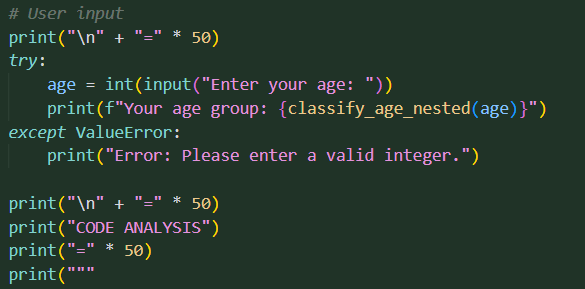 # User input
print("\n" + "=" * 50)
try:
    age = int(input("Enter your age: "))
    print(f"Your age group: {classify_age_nested(age)}")
except ValueError:
    print("Error: Please enter a valid integer.")

print("\n" + "=" * 50)
print("CODE ANALYSIS")
print("=" * 50)
print("""